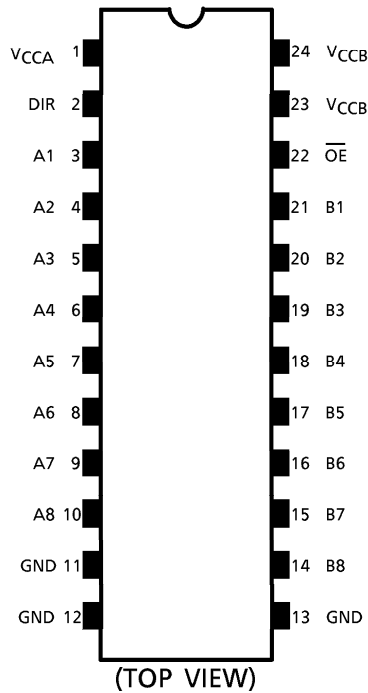 VCCA 1 24 VCCB
DIR 2 23 VCCB
A1 3 22 O̅E̅
A2 4 21 B1
A3 5 20 B2
A4 6 19 B3
A5 7 18 B4
A6 8 17 B5
A7 9 16 B6
A8 10 15 B7
GND 11 14 B8
GND 12 13 GND
(TOP VIEW)